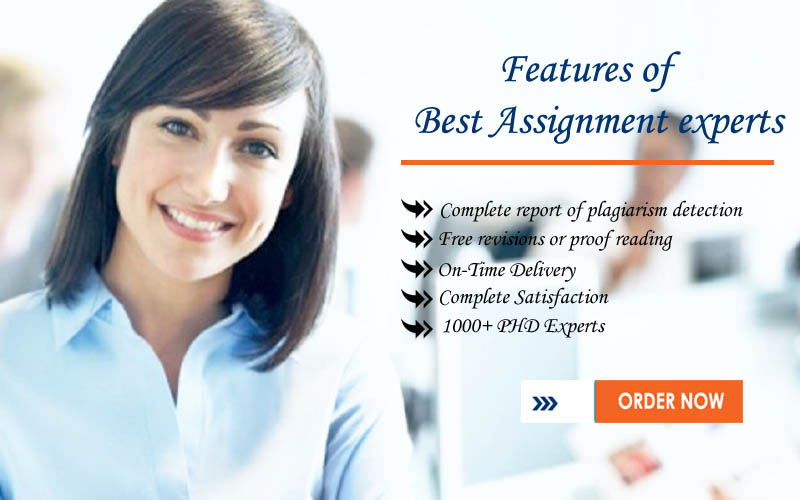 Features of
Best Assignment experts
Complete report of plagiarism detection
Free revisions or proof reading
On-Time Delivery
Complete Satisfaction
1000+ PHD Experts
ORDER NOW